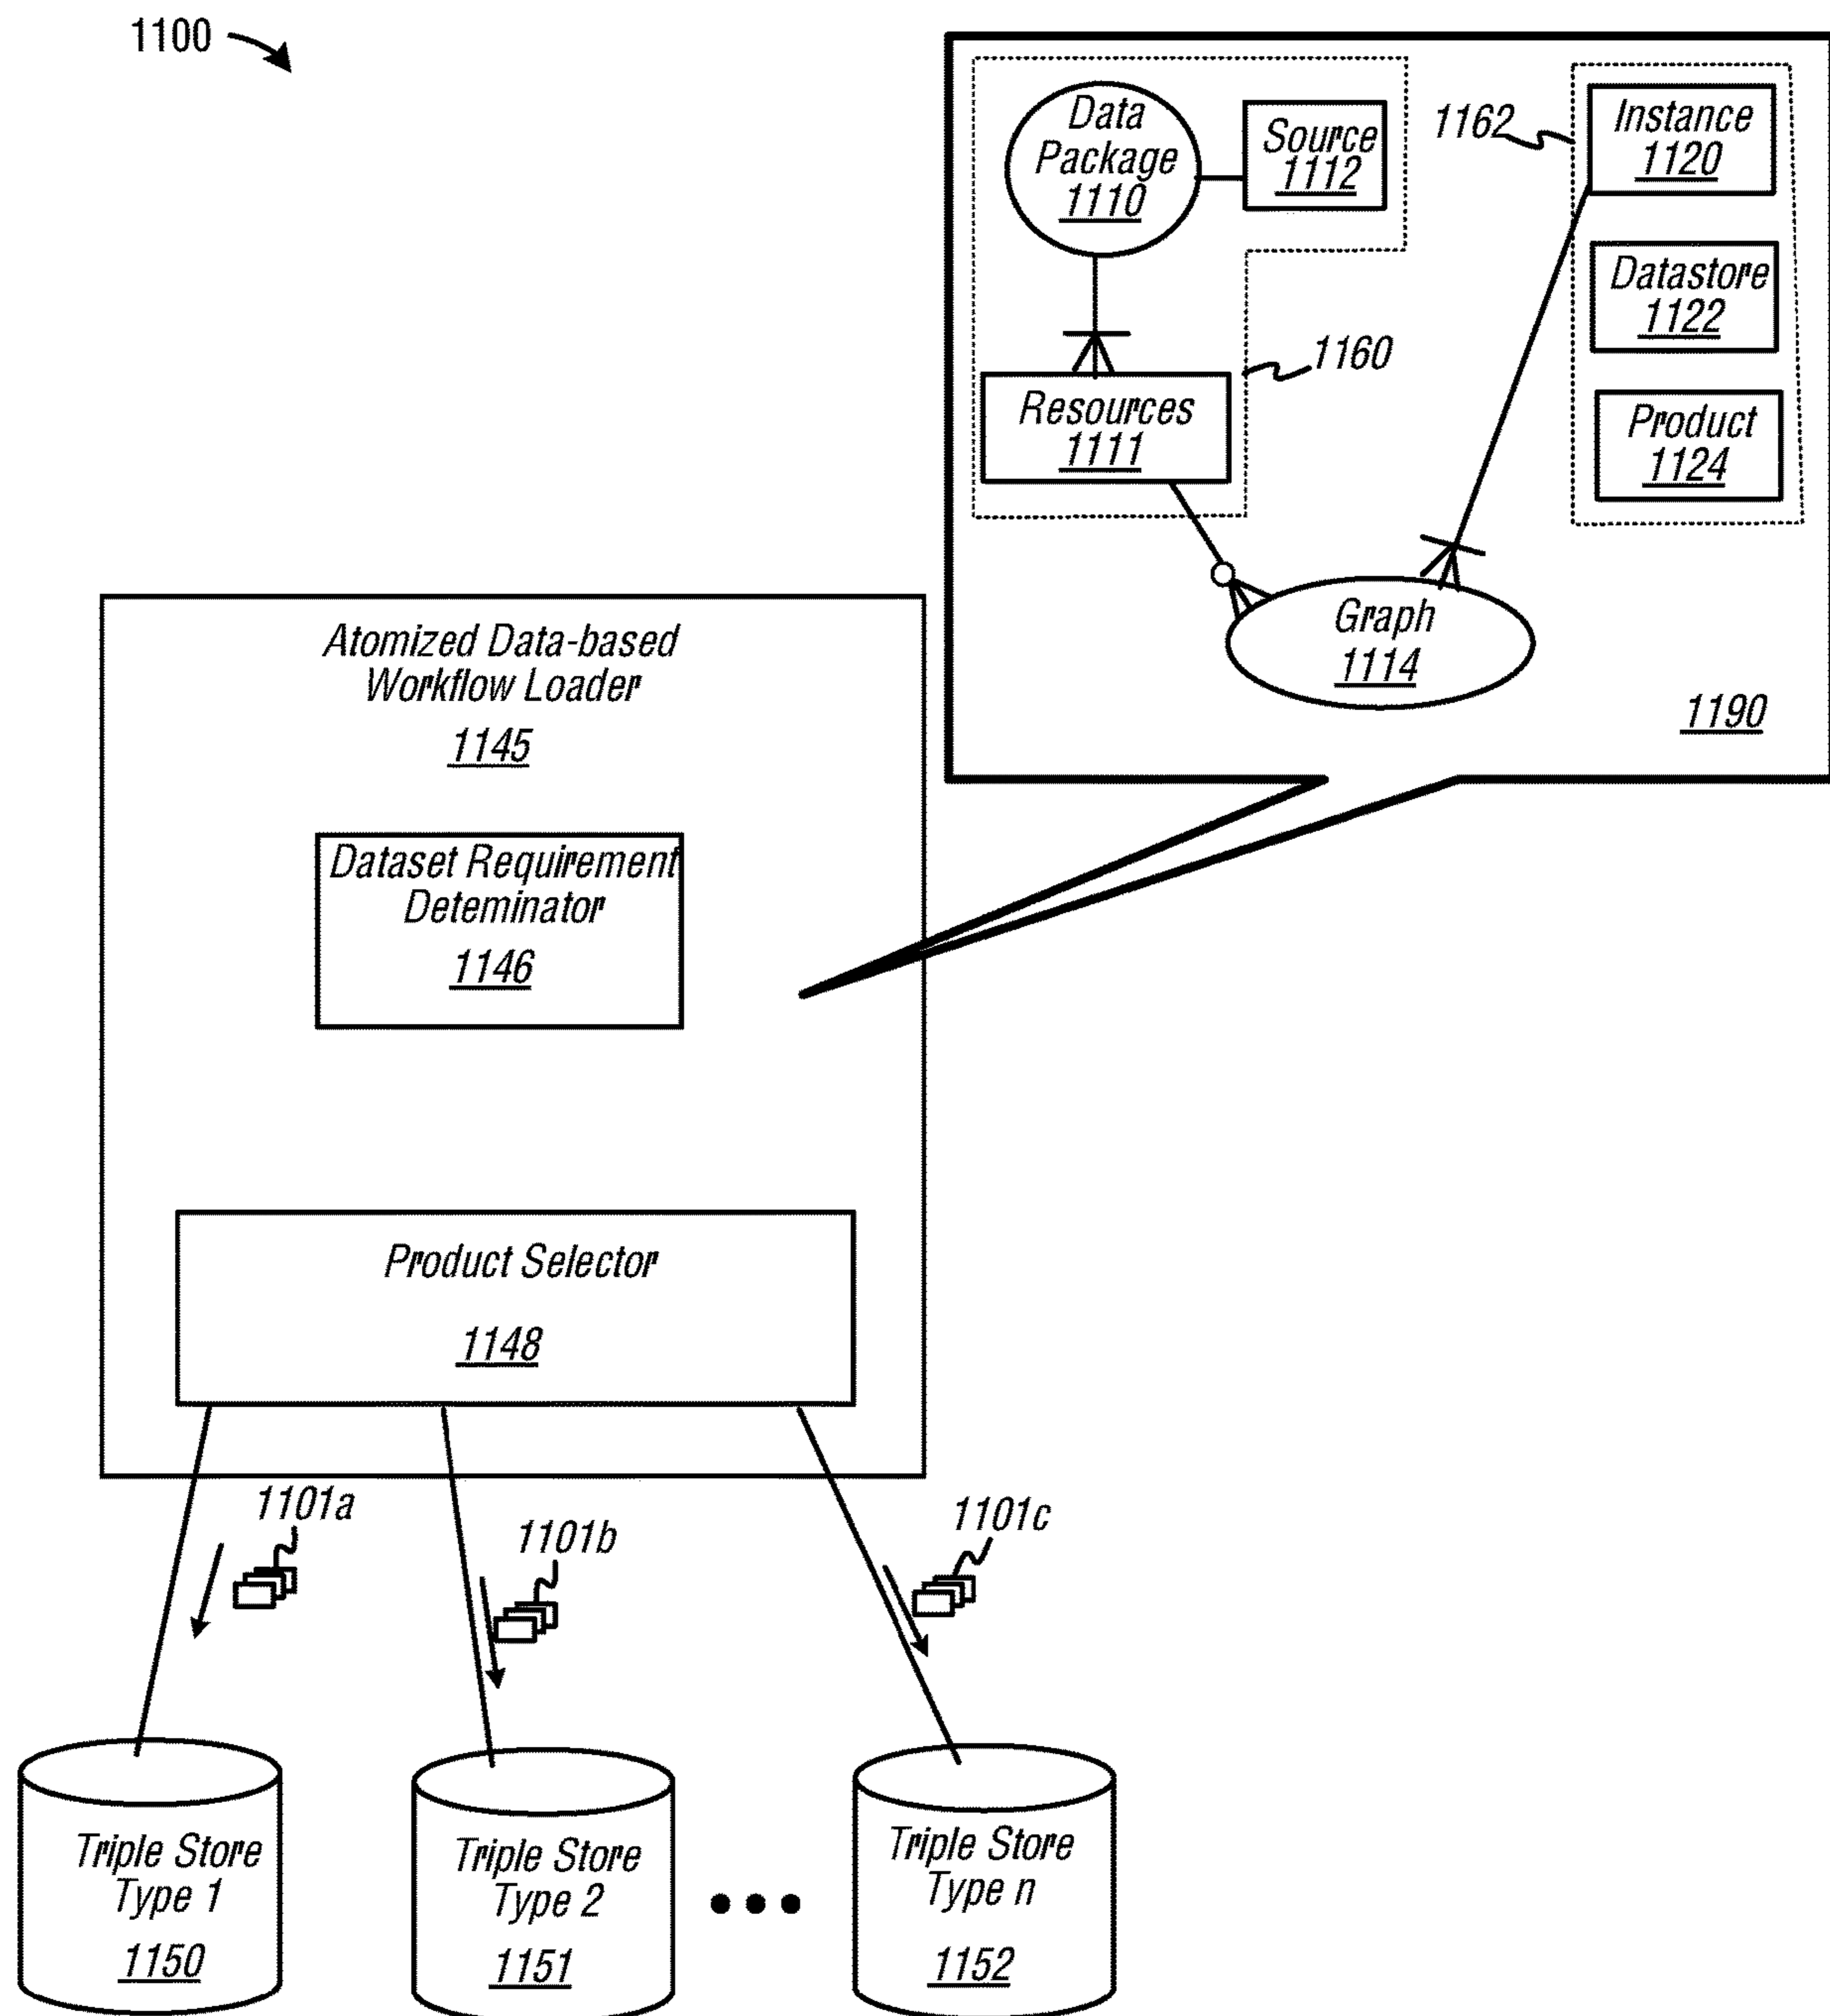 1100
Data
Package
1110
Source
1112
1162
Instance
1120
Datastore
1122
Product
1124
1160
Resources
1111
Graph
1114
1190
Atomized Data-based
Workflow Loader
1145
Dataset Requirement
Deteminator
1146
Product Selector
1148
1101a
1101b
1101c
Triple Store
Type 1
1150
Triple Store
Type 2
1151
Triple Store
Type n
1152